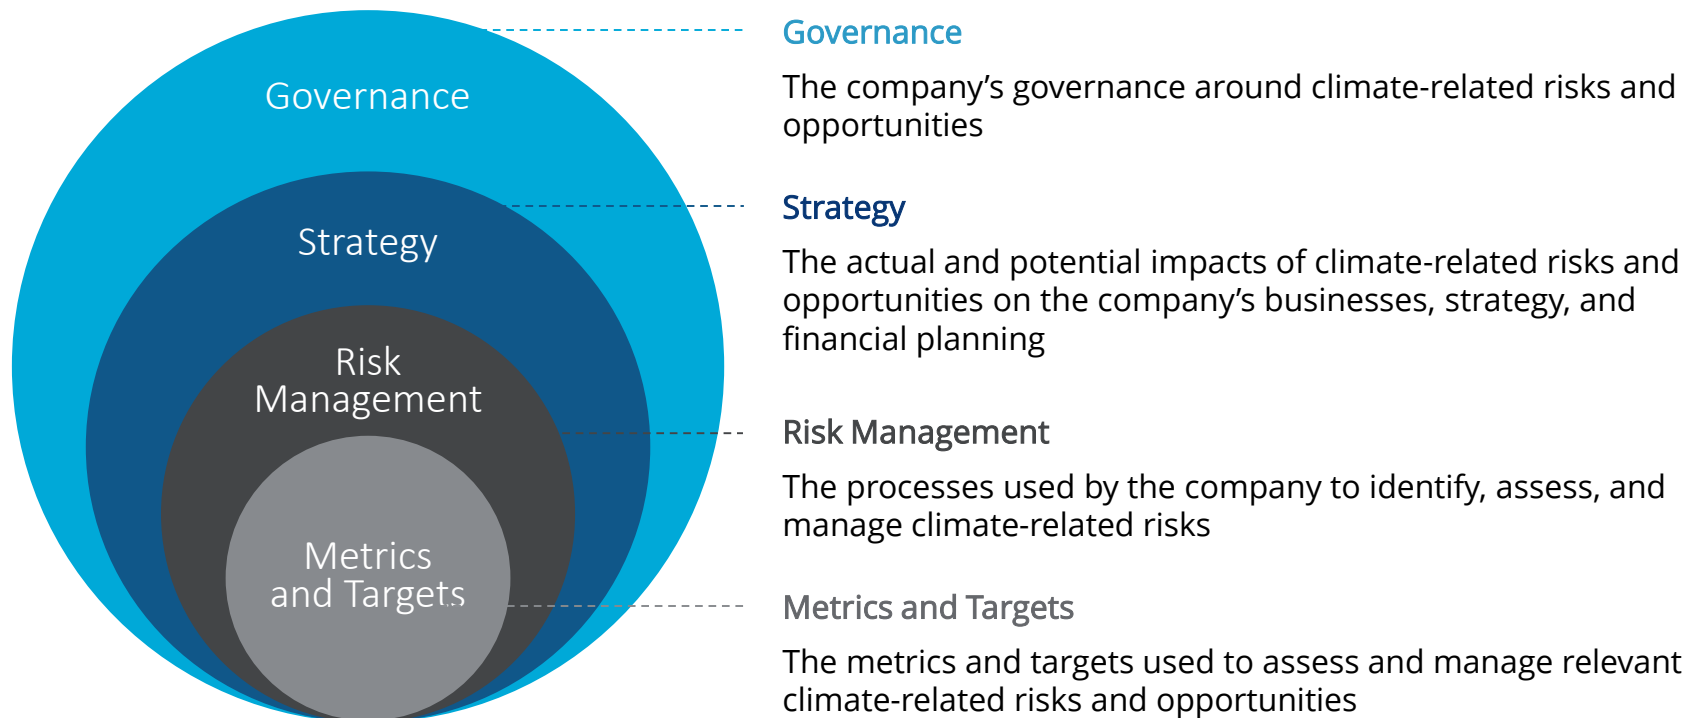 Governance
Strategy
Risk
Management
Metrics
and Targets
Governance
The company’s governance around climate-related risks and
opportunities
Strategy
The actual and potential impacts of climate-related risks and
opportunities on the company’s businesses, strategy, and
financial planning
Risk Management
The processes used by the company to identify, assess, and
manage climate-related risks
Metrics and Targets
The metrics and targets used to assess and manage relevant
climate-related risks and opportunities